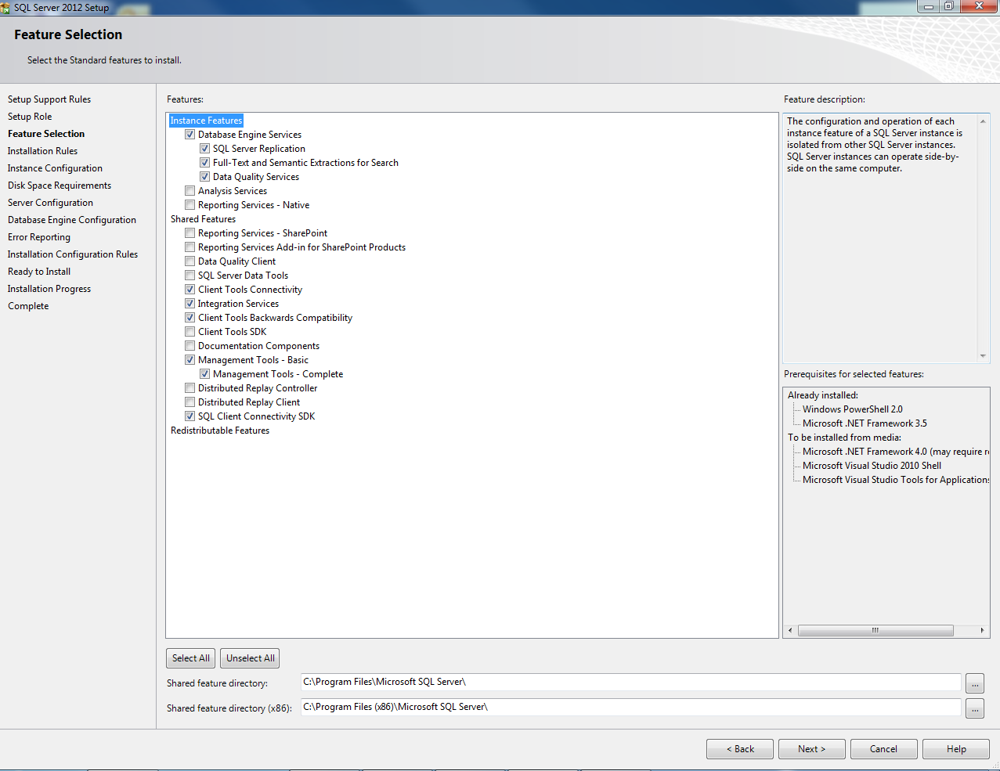 SQL Server 2012 Setup
Feature Selection
Select the Standard features to install.
Setup Support Rules
Setup Role
Feature Selection
Installation Rules
Instance Configuration
Disk Space Requirements
Server Configuration
Database Engine Configuration
Error Reporting
Installation Configuration Rules
Ready to Install
Installation Progress
Complete
Features:
Instance Features
Database Engine Services
SQL Server Replication
Full-Text and Semantic Extractions for Search
Data Quality Services
Analysis Services
Reporting Services - Native
Shared Features
Reporting Services - SharePoint
Reporting Services Add-in for SharePoint Products
Data Quality Client
SQL Server Data Tools
Client Tools Connectivity
Integration Services
Client Tools Backwards Compatibility
Client Tools SDK
Documentation Components
Management Tools - Basic
Management Tools - Complete
Distributed Replay Controller
Distributed Replay Client
SQL Client Connectivity SDK
Redistributable Features
Feature description:
The configuration and operation of each
instance feature of a SQL Server instance is
isolated from other SQL Server instances.
SQL Server instances can operate side-by-
side on the same computer.
Prerequisites for selected features:
Already installed:
Windows PowerShell 2.0
Microsoft .NET Framework 3.5
To be installed from media:
Microsoft .NET Framework 4.0 (may require
Microsoft Visual Studio 2010 Shell
Microsoft Visual Studio Tools for Applications
Select All
Unselect All
Shared feature directory:
C:\Program Files\Microsoft SQL Server\
...
Shared feature directory (x86):
C:\Program Files (x86)\Microsoft SQL Server\
...
< Back
Next >
Cancel
Help